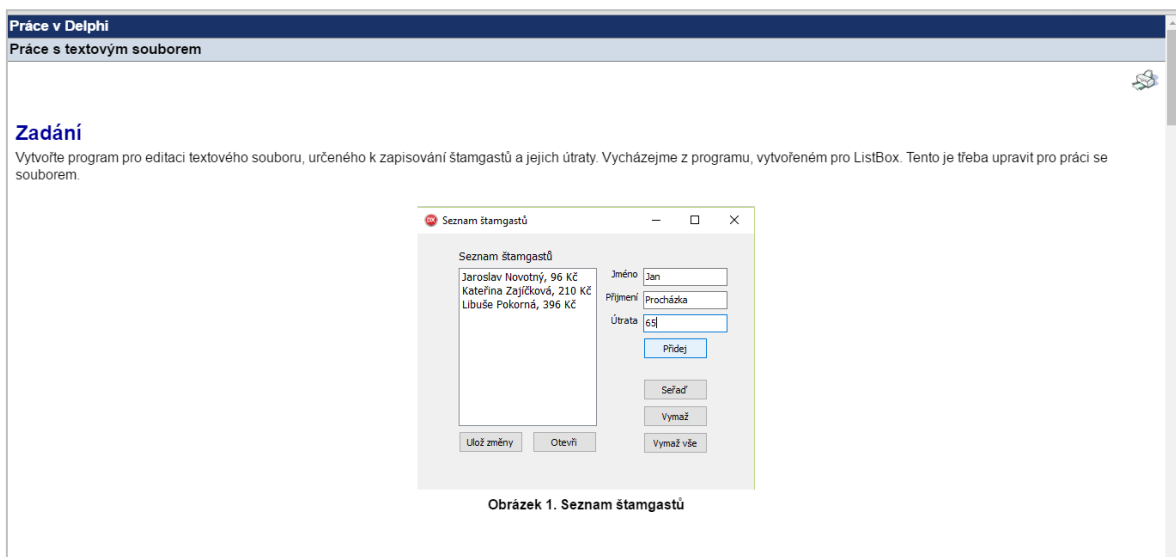 Práce v Delphi
Práce s textovým souborem
Zadání
Vytvořte program pro editaci textového souboru, určeného k zapisování štamgastů a jejich útraty. Vycházejme z programu, vytvořeném pro ListBox. Tento je třeba upravit pro práci se
souborem.
DX Seznam štamgastů
Seznam štamgastů
Jaroslav Novotný, 96 Kč
Kateřina Zajíčková, 210 Kč
Libuše Pokorná, 396 Kč
Jméno Jan
Přijmení Procházka
Útrata 65
Přidej
Seřaď
Vymaž
Ulož změny Otevři Vymaž vše
Obrázek 1. Seznam štamgastů